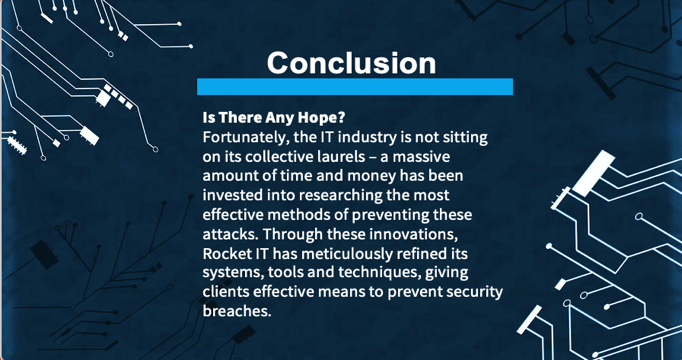 Conclusion
Is There Any Hope?
Fortunately, the IT industry is not sitting
on its collective laurels – a massive
amount of time and money has been
invested into researching the most
effective methods of preventing these
attacks. Through these innovations,
Rocket IT has meticulously refined its
systems, tools and techniques, giving
clients effective means to prevent security
breaches.